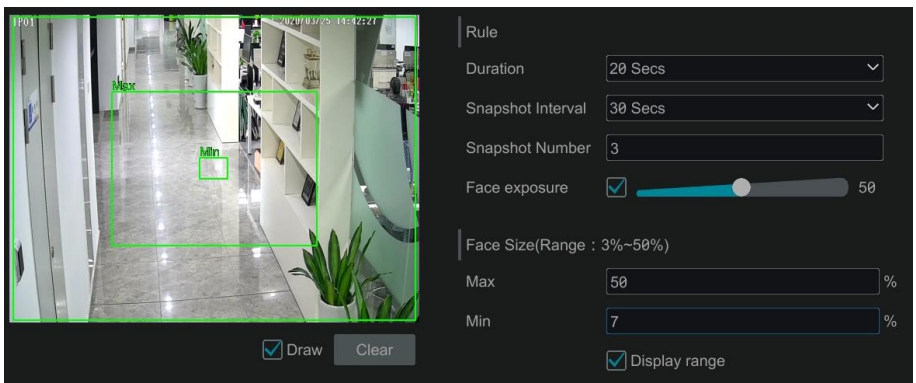 IP01
2020/03/25 14:42:27
Max
Min
Draw
Clear
Rule
Duration
20 Secs
Snapshot Interval
30 Secs
Snapshot Number
3
Face exposure
50
Face Size(Range : 3%~50%)
Max
50
%
Min
7
%
Display range